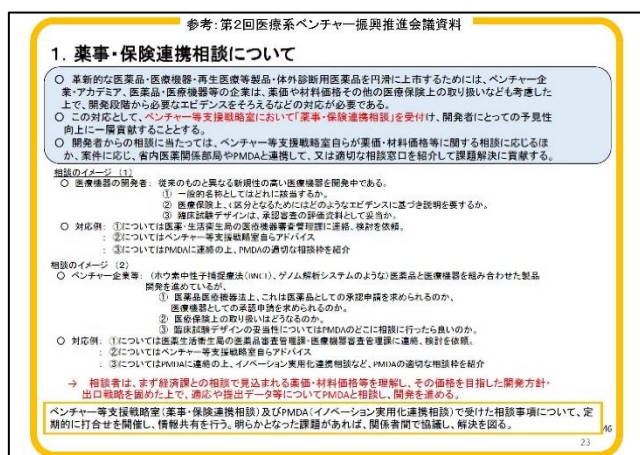 参考:第2回医療系ベンチャー振興推進会議資料
1. 薬事・保険連携相談について
○ 革新的な医薬品・医療機器・再生医療等製品・体外診断用医薬品を円滑に上市するためには、ベンチャー企
業・アカデミア、医薬品・医療機器等の企業は、薬価や材料価格その他の医療保険上の取り扱いなども考慮した
上で、開発段階から必要なエビデンスをそろえるなどの対応が必要である。
○ この対応として、ベンチャー等支援戦略室において「薬事・保険連携相談」を受付け、開発者にとっての予見性
向上に一層貢献することとする。
○ 開発者からの相談に当たっては、ベンチャー等支援戦略室自らが薬価・材料価格等に関する相談に応じるほ
か、案件に応じ、省内医薬関係部局やPMDAと連携して、又は適切な相談窓口を紹介して課題解決に貢献する。
相談のイメージ(1)
○ 医療機器の開発者: 従来のものと異なる新規性の高い医療機器を開発中である。
① 一般的名称としてはどれに該当するか。
② 医療保険上、C区分となるためにはどのようなエビデンスに基づき説明を要するか。
③ 臨床試験デザインは、承認審査の評価資料として妥当か。
○ 対応例: ①については医薬・生活衛生局の医療機器審査管理課に連絡、検討を依頼。
: ②についてはベンチャー等支援戦略室自らアドバイス
: ③についてはPMDAに連絡の上、PMDAの適切な相談枠を紹介
相談のイメージ(2)
○ ベンチャー企業等: (ホウ素中性子捕捉療法(BNCT)、ゲノム解析システムのような)医薬品と医療機器を組み合わせた製品
開発を進めているが、
① 医薬品医療機器法上、これは医薬品としての承認申請を求められるのか、
医療機器としての承認申請を求められるのか。
② 医療保険上の取り扱いはどうなるのか。
③ 臨床試験デザインの妥当性についてはPMDAのどこに相談に行ったら良いのか。
○ 対応例: ①については医薬生活衛生局の医薬品審査管理課・医療機器審査管理課に連絡、検討を依頼。
: ②についてはベンチャー等支援戦略室自らアドバイス
: ③についてはPMDAに連絡の上、イノベーション実用化連携相談など、PMDAの適切な相談枠を紹介
→ 相談者は、まず経済課との相談で見込まれる薬価・材料価格等を理解し、その価格を目指した開発方針・
出口戦略を固めた上で、適応や提出データ等についてPMDAと相談し、開発を進める。
ベンチャー等支援戦略室(薬事・保険連携相談)及びPMDA(イノベーション実用化連携相談)で受けた相談事項について、定
期的に打合せを開催し、情報共有を行う。明らかとなった課題があれば、関係者間で協議し、解決を図る。
23